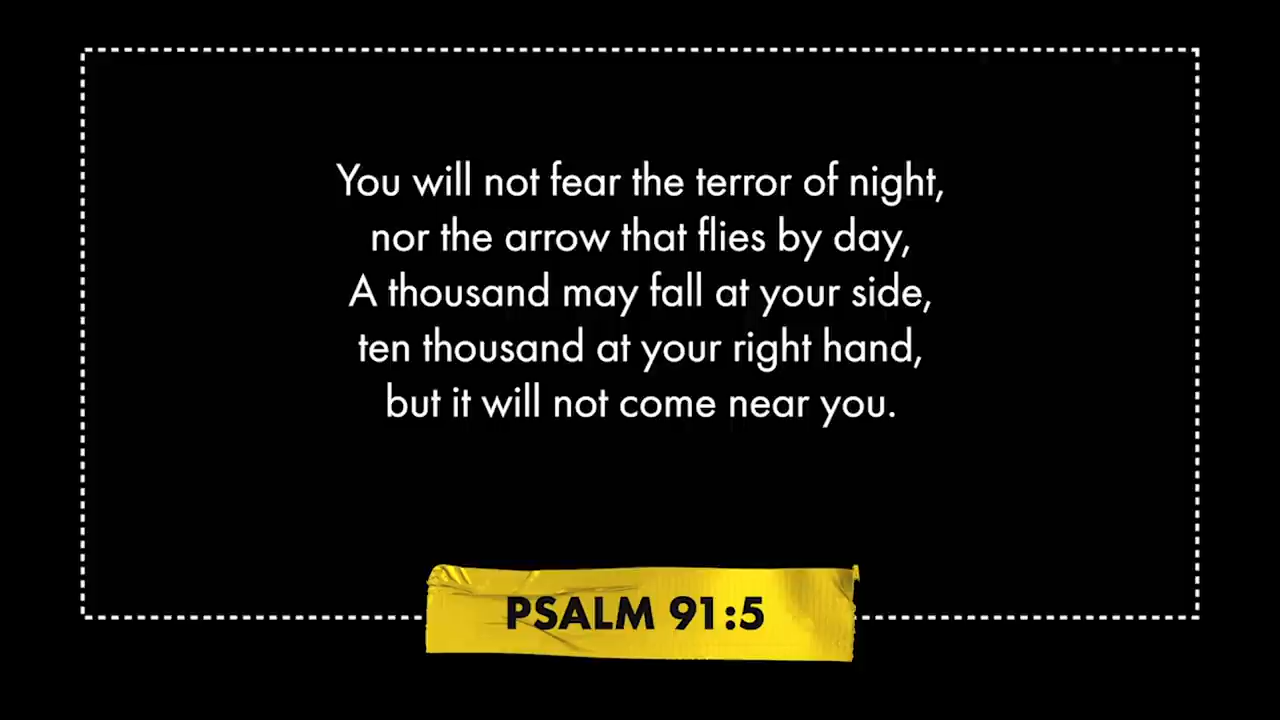 You will not fear the terror of night,
nor the arrow that flies by day,
A thousand may fall at your side,
ten thousand at your right hand,
but it will not come near you.
PSALM 91:5